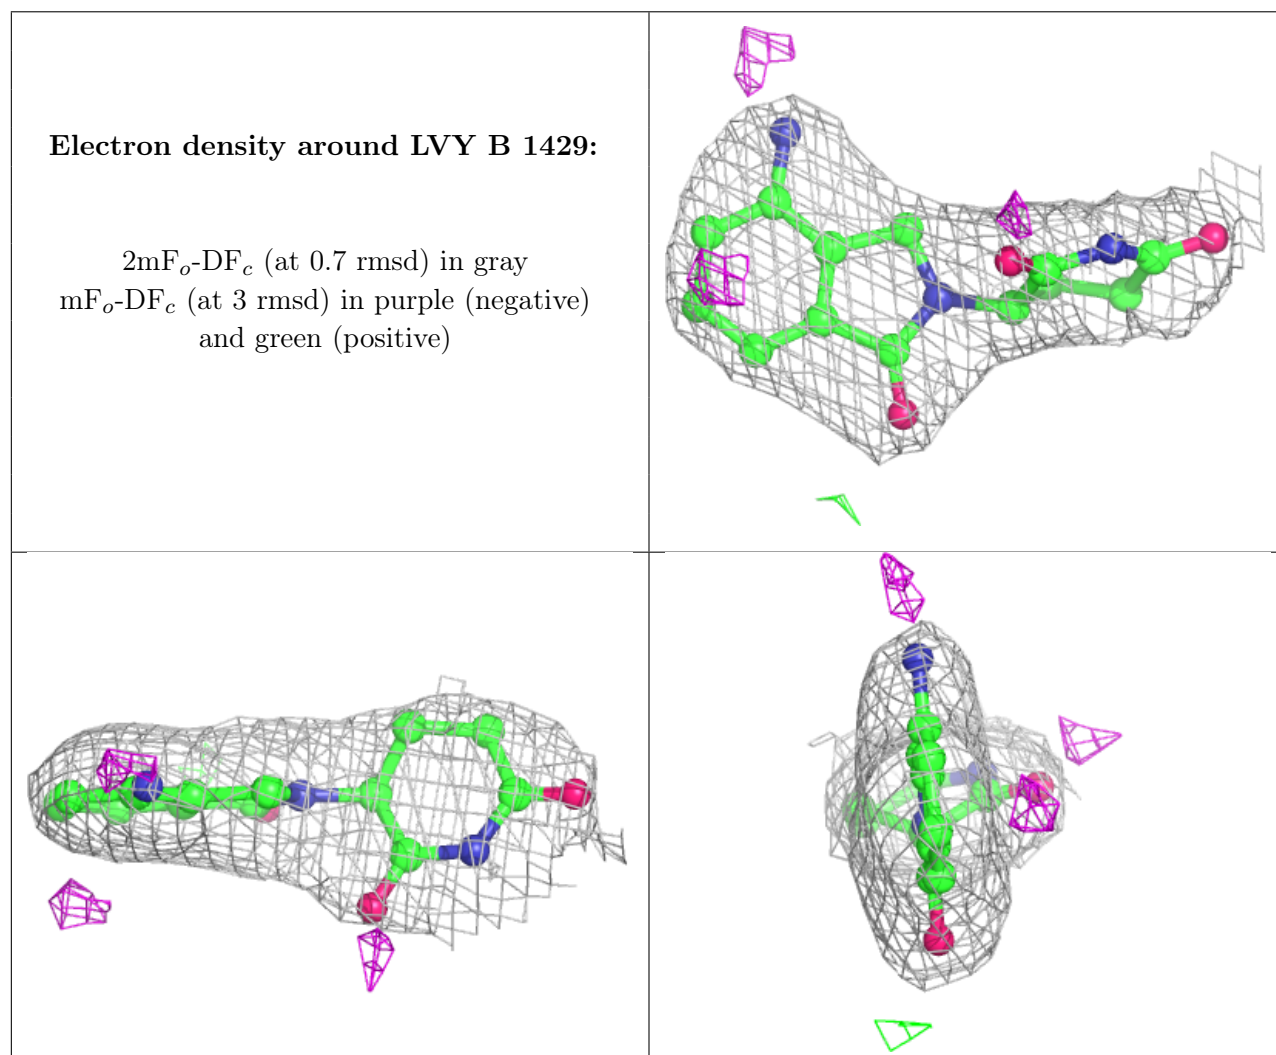 Electron density around LVY B 1429:
2mFo-DFc (at 0.7 rmsd) in gray
mFo-DFc (at 3 rmsd) in purple (negative)
and green (positive)